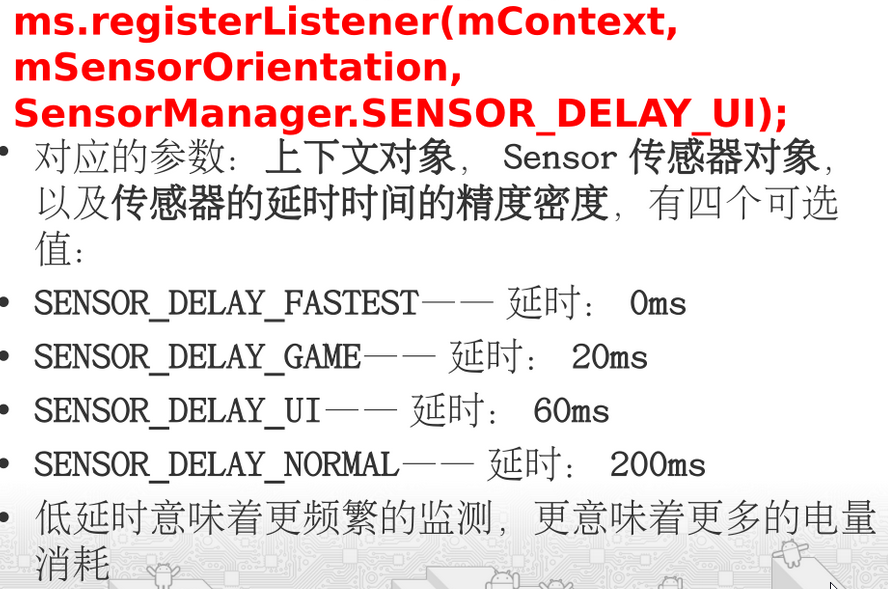 ms.registerListener(mContext,
mSensorOrientation,
SensorManager.SENSOR_DELAY_UI);
• 对应的参数：上下文对象， Sensor 传感器对象，
以及传感器的延时时间的精度密度，有四个可选
值：
• SENSOR_DELAY_FASTEST—— 延时： 0ms
• SENSOR_DELAY_GAME—— 延时： 20ms
• SENSOR_DELAY_UI—— 延时： 60ms
• SENSOR_DELAY_NORMAL—— 延时： 200ms
• 低延时意味着更频繁的监测，更意味着更多的电量
消耗